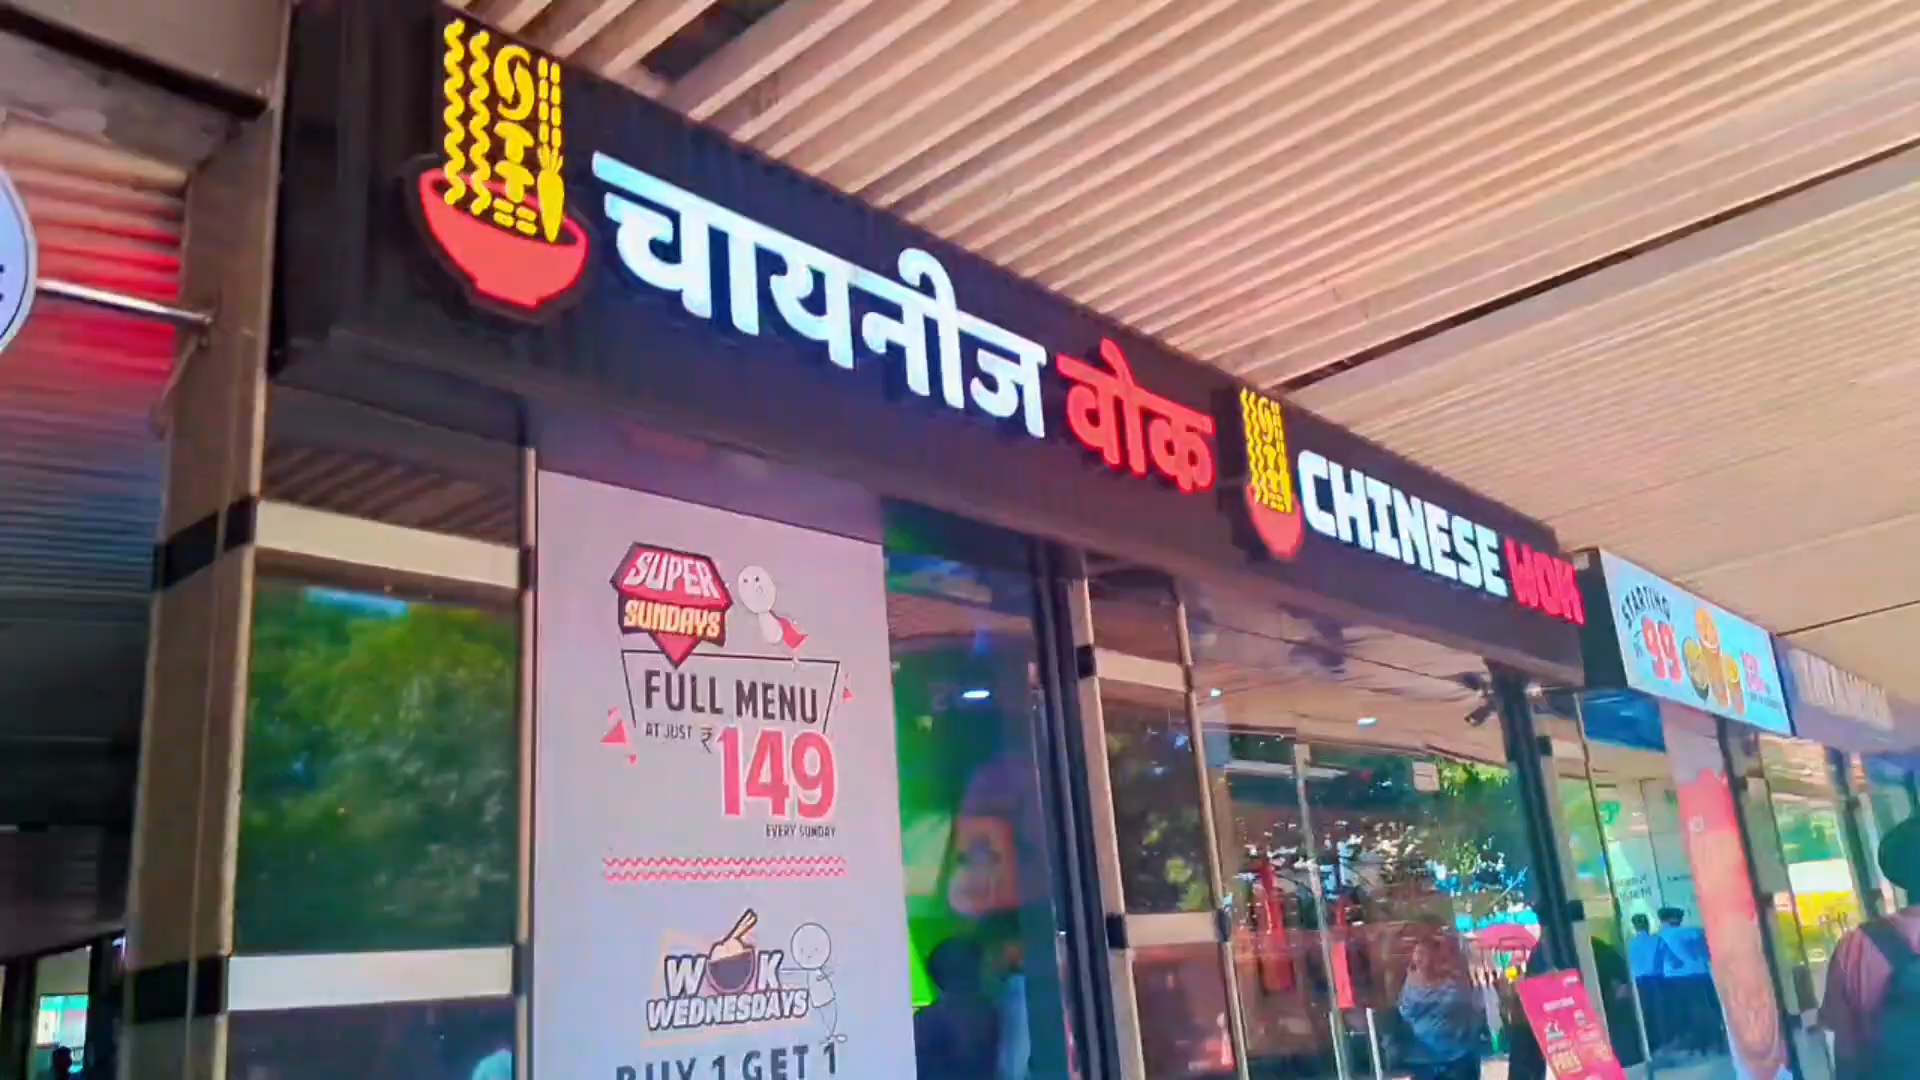 चायनीज वोक
CHINESE WOK
SUPER
SUNDAYS
FULL MENU
AT JUST ₹149
EVERY SUNDAY
WOK
WEDNESDAYS
BUY 1 GET 1
STARTING
99